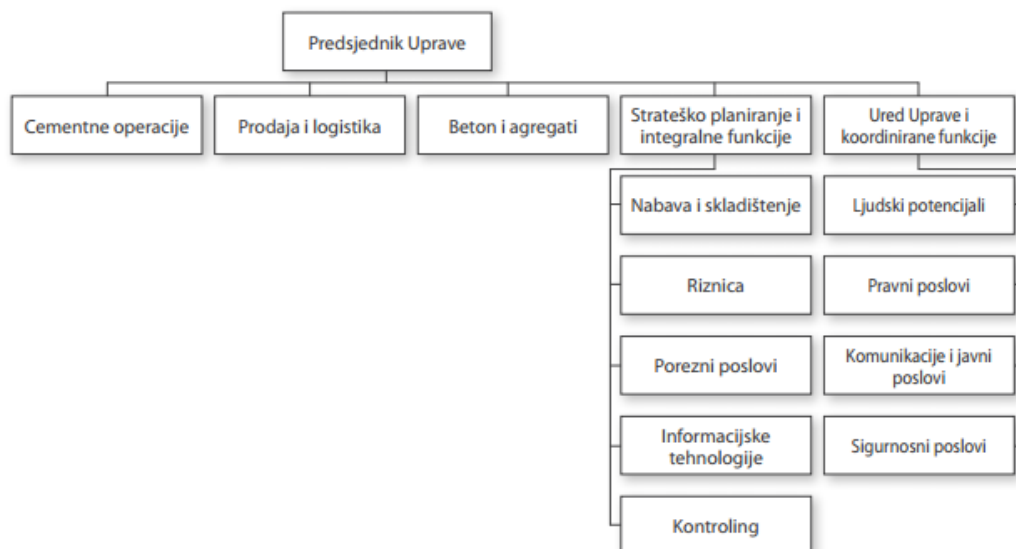 Predsjednik Uprave
Cementne operacije
Prodaja i logistika
Beton i agregati
Strateško planiranje i
integralne funkcije
Ured Uprave i
koordinirane funkcije
Nabava i skladištenje
Ljudski potencijali
Riznica
Pravni poslovi
Porezni poslovi
Komunikacije i javni
poslovi
Informacijske
tehnologije
Sigurnosni poslovi
Kontroling